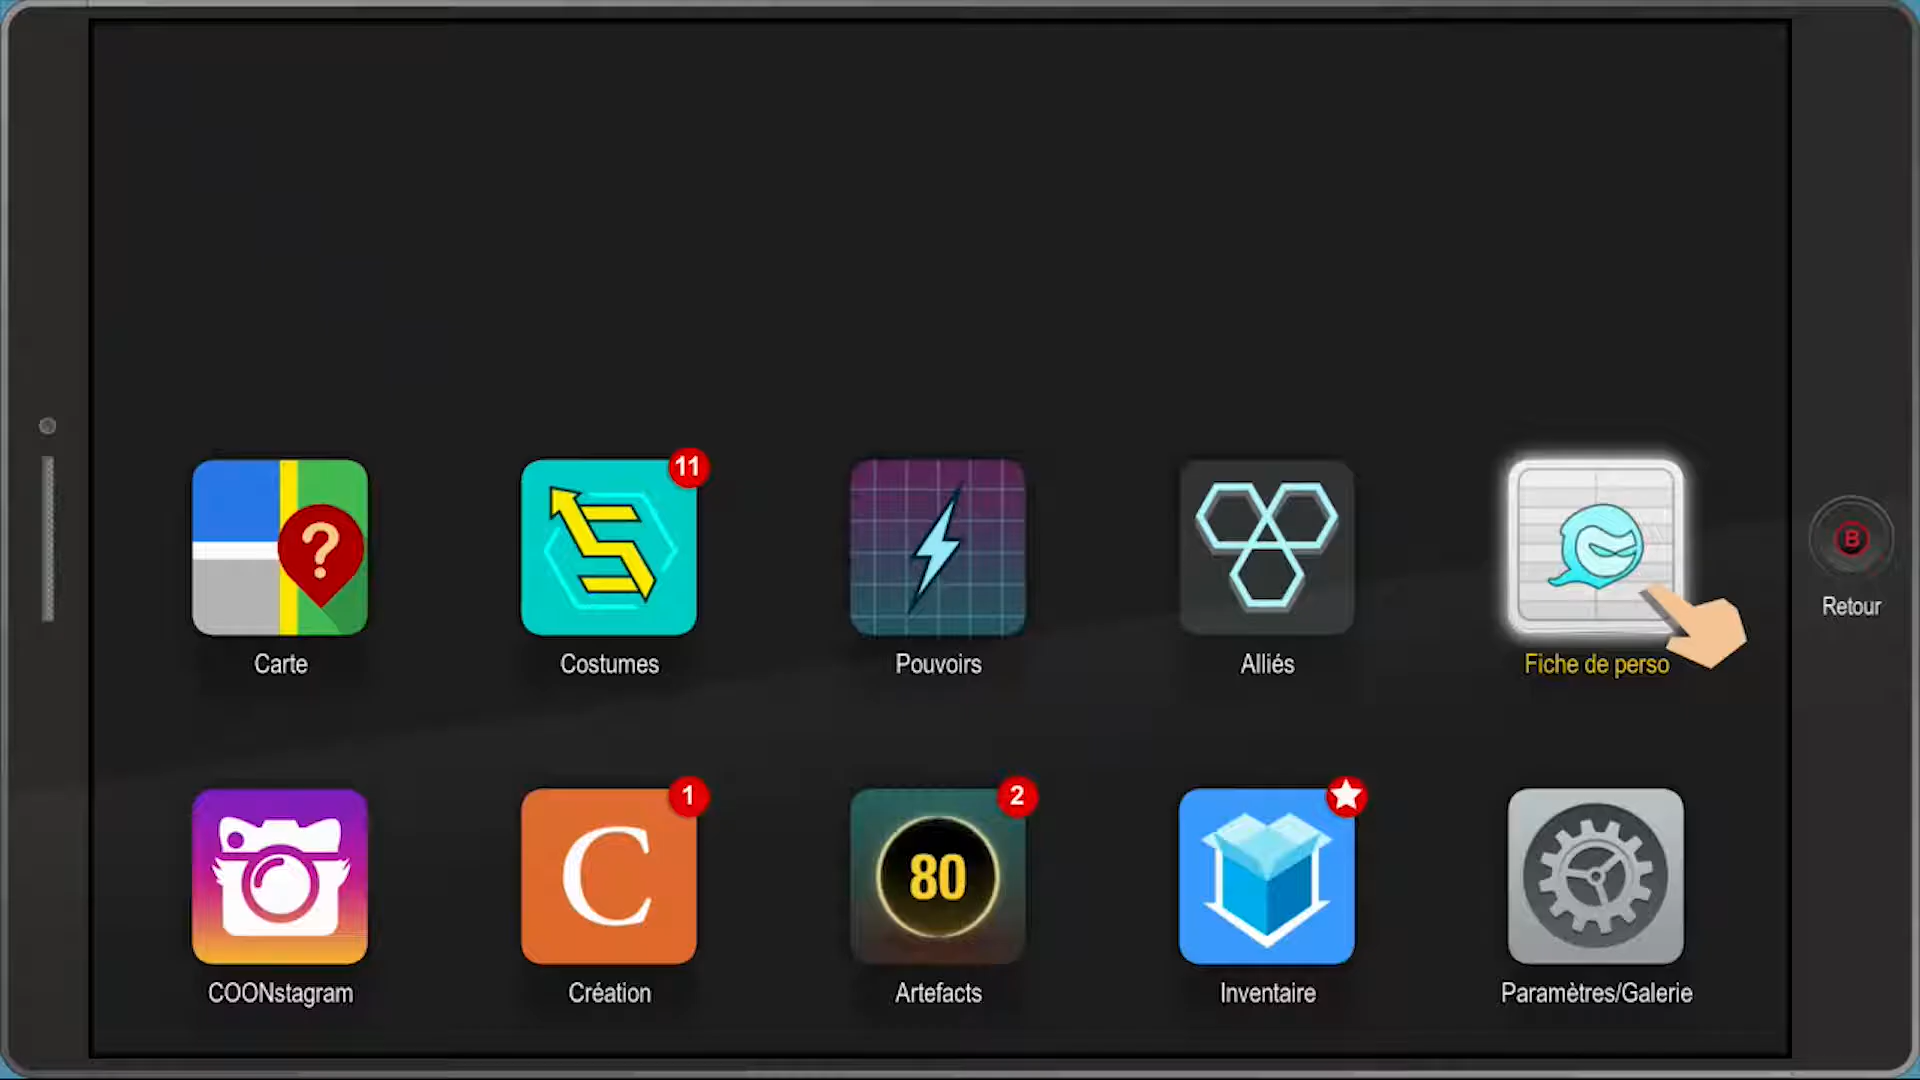 11
?
B
Retour
Carte
Costumes
Pouvoirs
Alliés
Fiche de perso
1
2
C
80
COONstagram
Création
Artefacts
Inventaire
Paramètres/Galerie